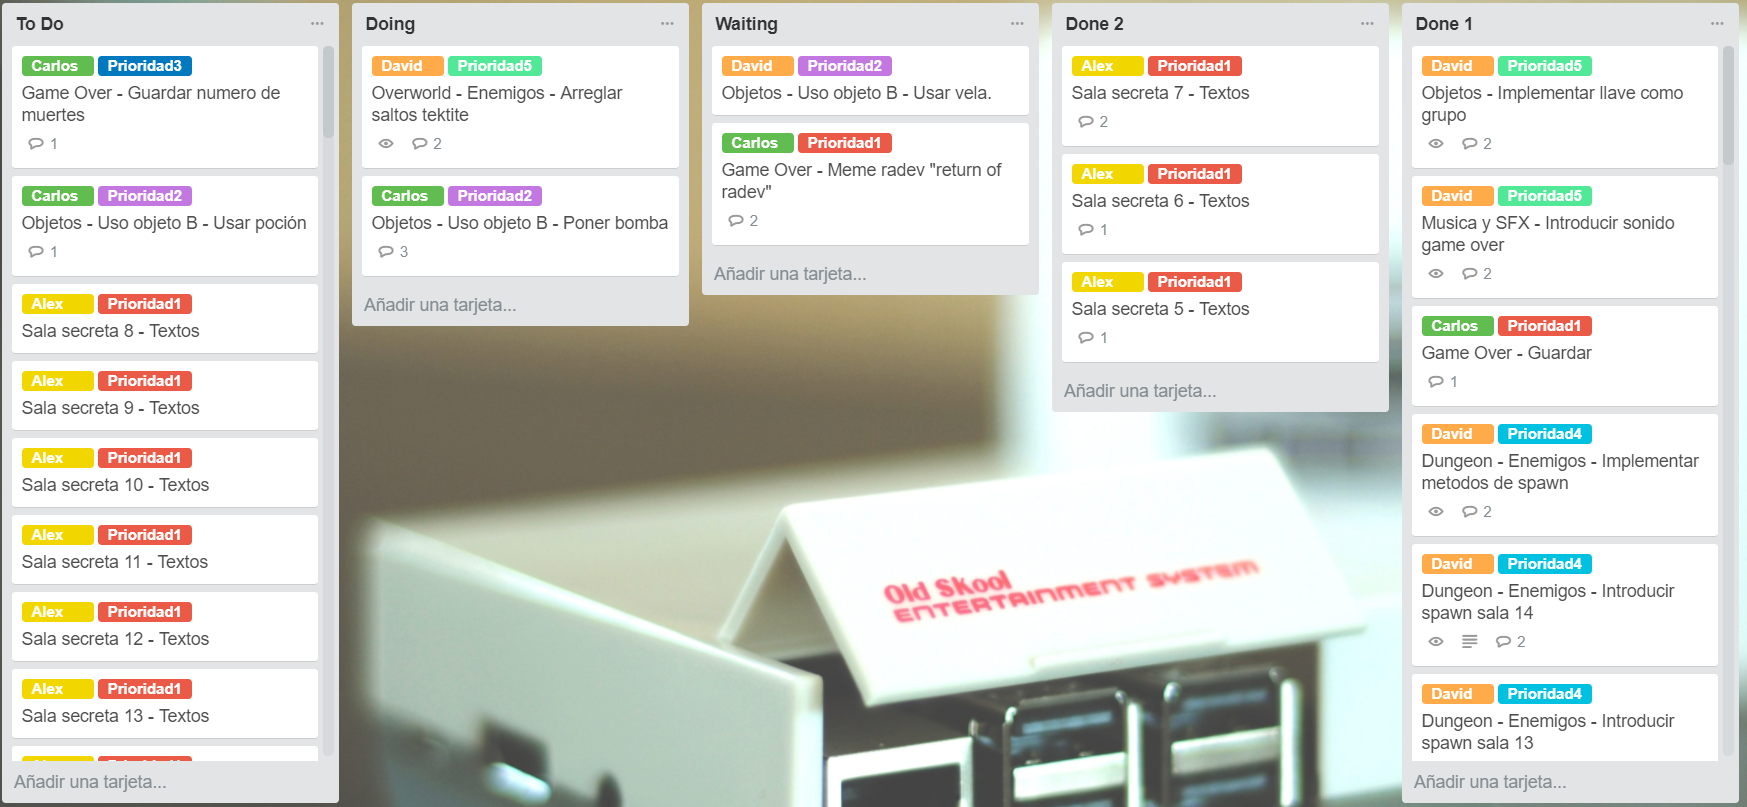 To Do
Carlos Prioridad3
Game Over - Guardar numero de
muertes
1
Carlos Prioridad2
Objetos - Uso objeto B - Usar poción
1
Alex Prioridad1
Sala secreta 8 - Textos
Alex Prioridad1
Sala secreta 9 - Textos
Alex Prioridad1
Sala secreta 10 - Textos
Alex Prioridad1
Sala secreta 11 - Textos
Alex Prioridad1
Sala secreta 12 - Textos
Alex Prioridad1
Sala secreta 13 - Textos
Añadir una tarjeta...
Doing
David Prioridad5
Overworld - Enemigos - Arreglar
saltos tektite
2
Carlos Prioridad2
Objetos - Uso objeto B - Poner bomba
3
Añadir una tarjeta...
Waiting
David Prioridad2
Objetos - Uso objeto B - Usar vela.
Carlos Prioridad1
Game Over - Meme radev "return of
radev"
2
Añadir una tarjeta...
Done 2
Alex Prioridad1
Sala secreta 7 - Textos
2
Alex Prioridad1
Sala secreta 6 - Textos
1
Alex Prioridad1
Sala secreta 5 - Textos
1
Añadir una tarjeta...
Done 1
David Prioridad5
Objetos - Implementar llave como
grupo
2
David Prioridad5
Musica y SFX - Introducir sonido
game over
2
Carlos Prioridad1
Game Over - Guardar
1
David Prioridad4
Dungeon - Enemigos - Implementar
metodos de spawn
2
David Prioridad4
Dungeon - Enemigos - Introducir
spawn sala 14
2
David Prioridad4
Dungeon - Enemigos - Introducir
spawn sala 13
Añadir una tarjeta...
Old Skool
ENTERTAINMENT SYSTEM